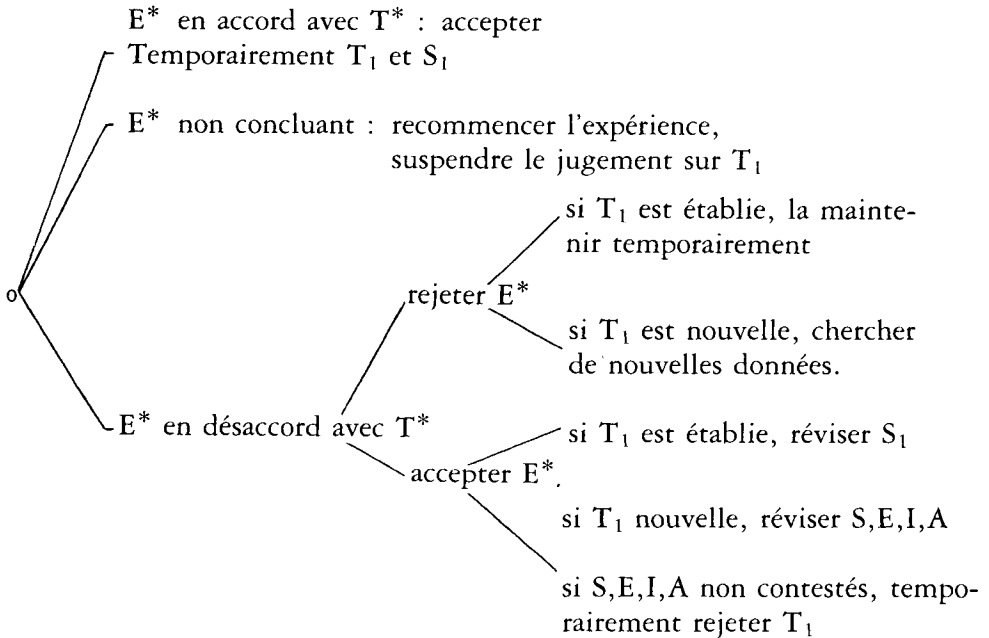 E* en accord avec T* : accepter
Temporairement T₁ et S₁
E* non concluant : recommencer l'expérience,
suspendre le jugement sur T₁
si T₁ est établie, la mainte-
nir temporairement
o
rejeter E*
si T₁ est nouvelle, chercher
de nouvelles données.
E* en désaccord avec T*
si T₁ est établie, réviser S₁
accepter E*.
si T₁ nouvelle, réviser S,E,I,A
si S,E,I,A non contestés, tempo-
rairement rejeter T₁